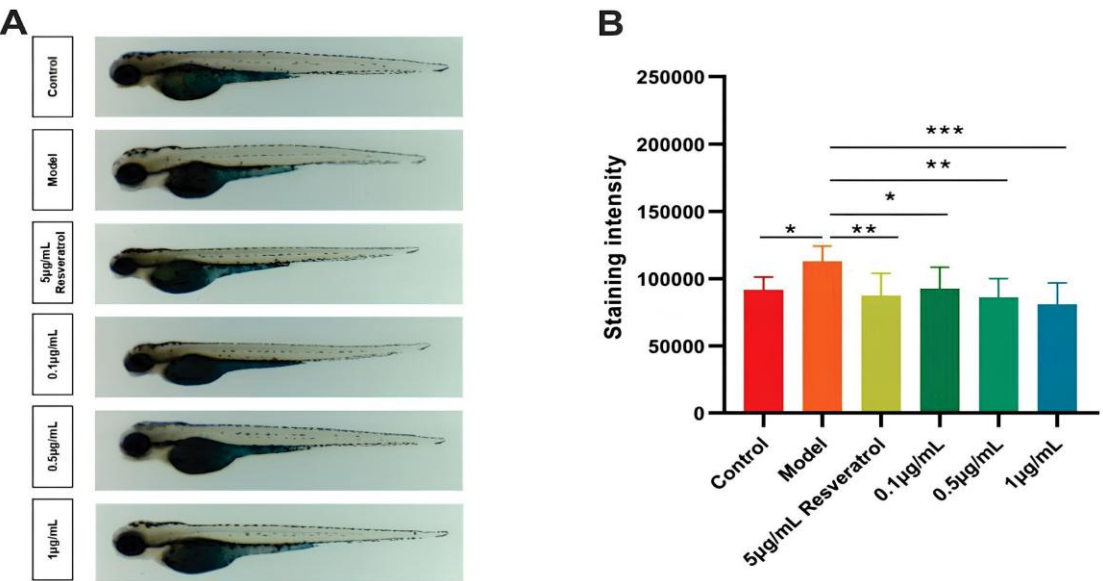 A
Control
Model
5μg/mL
Resveratrol
0.1μg/mL
0.5μg/mL
1μg/mL
B
Staining intensity
250000
200000
150000
100000
50000
0
***
**
*
* **
Control
Model
5μg/mL Resveratrol
0.1μg/mL
0.5μg/mL
1μg/mL